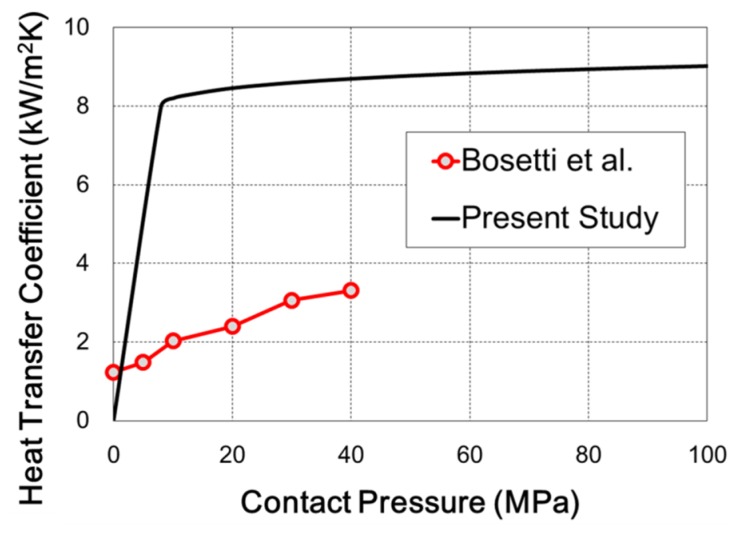 Heat Transfer Coefficient (kW/m²K)
10
8
6
4
2
0
Bosetti et al.
Present Study
0 20 40 60 80 100
Contact Pressure (MPa)